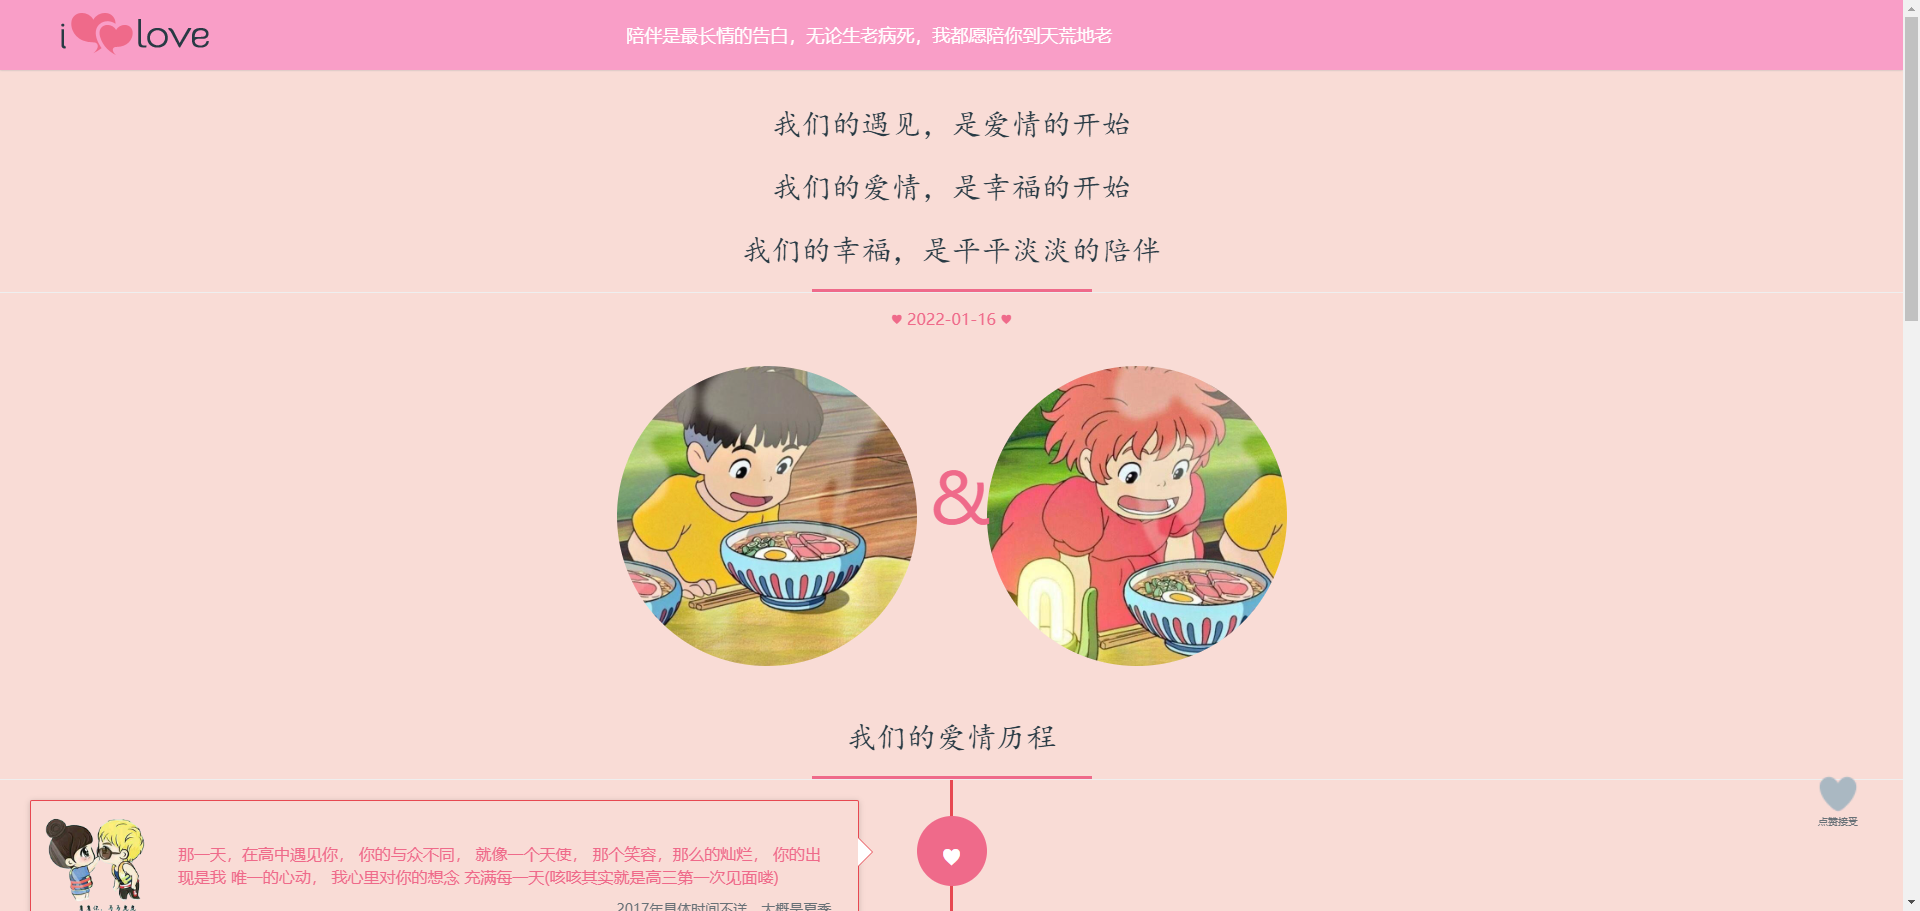 i love
陪伴是最长情的告白，无论生老病死，我都愿陪你到天荒地老
我们的遇见，是爱情的开始
我们的爱情，是幸福的开始
我们的幸福，是平平淡淡的陪伴
2022-01-16
&
我们的爱情历程
点赞接受
那一天，在高中遇见你， 你的与众不同， 就像一个天使， 那个笑容，那么的灿烂， 你的出
现是我 唯一的心动， 我心里对你的想念 充满每一天(咳咳其实就是高三第一次见面喽)
2017年具体时间不详，大概是夏季